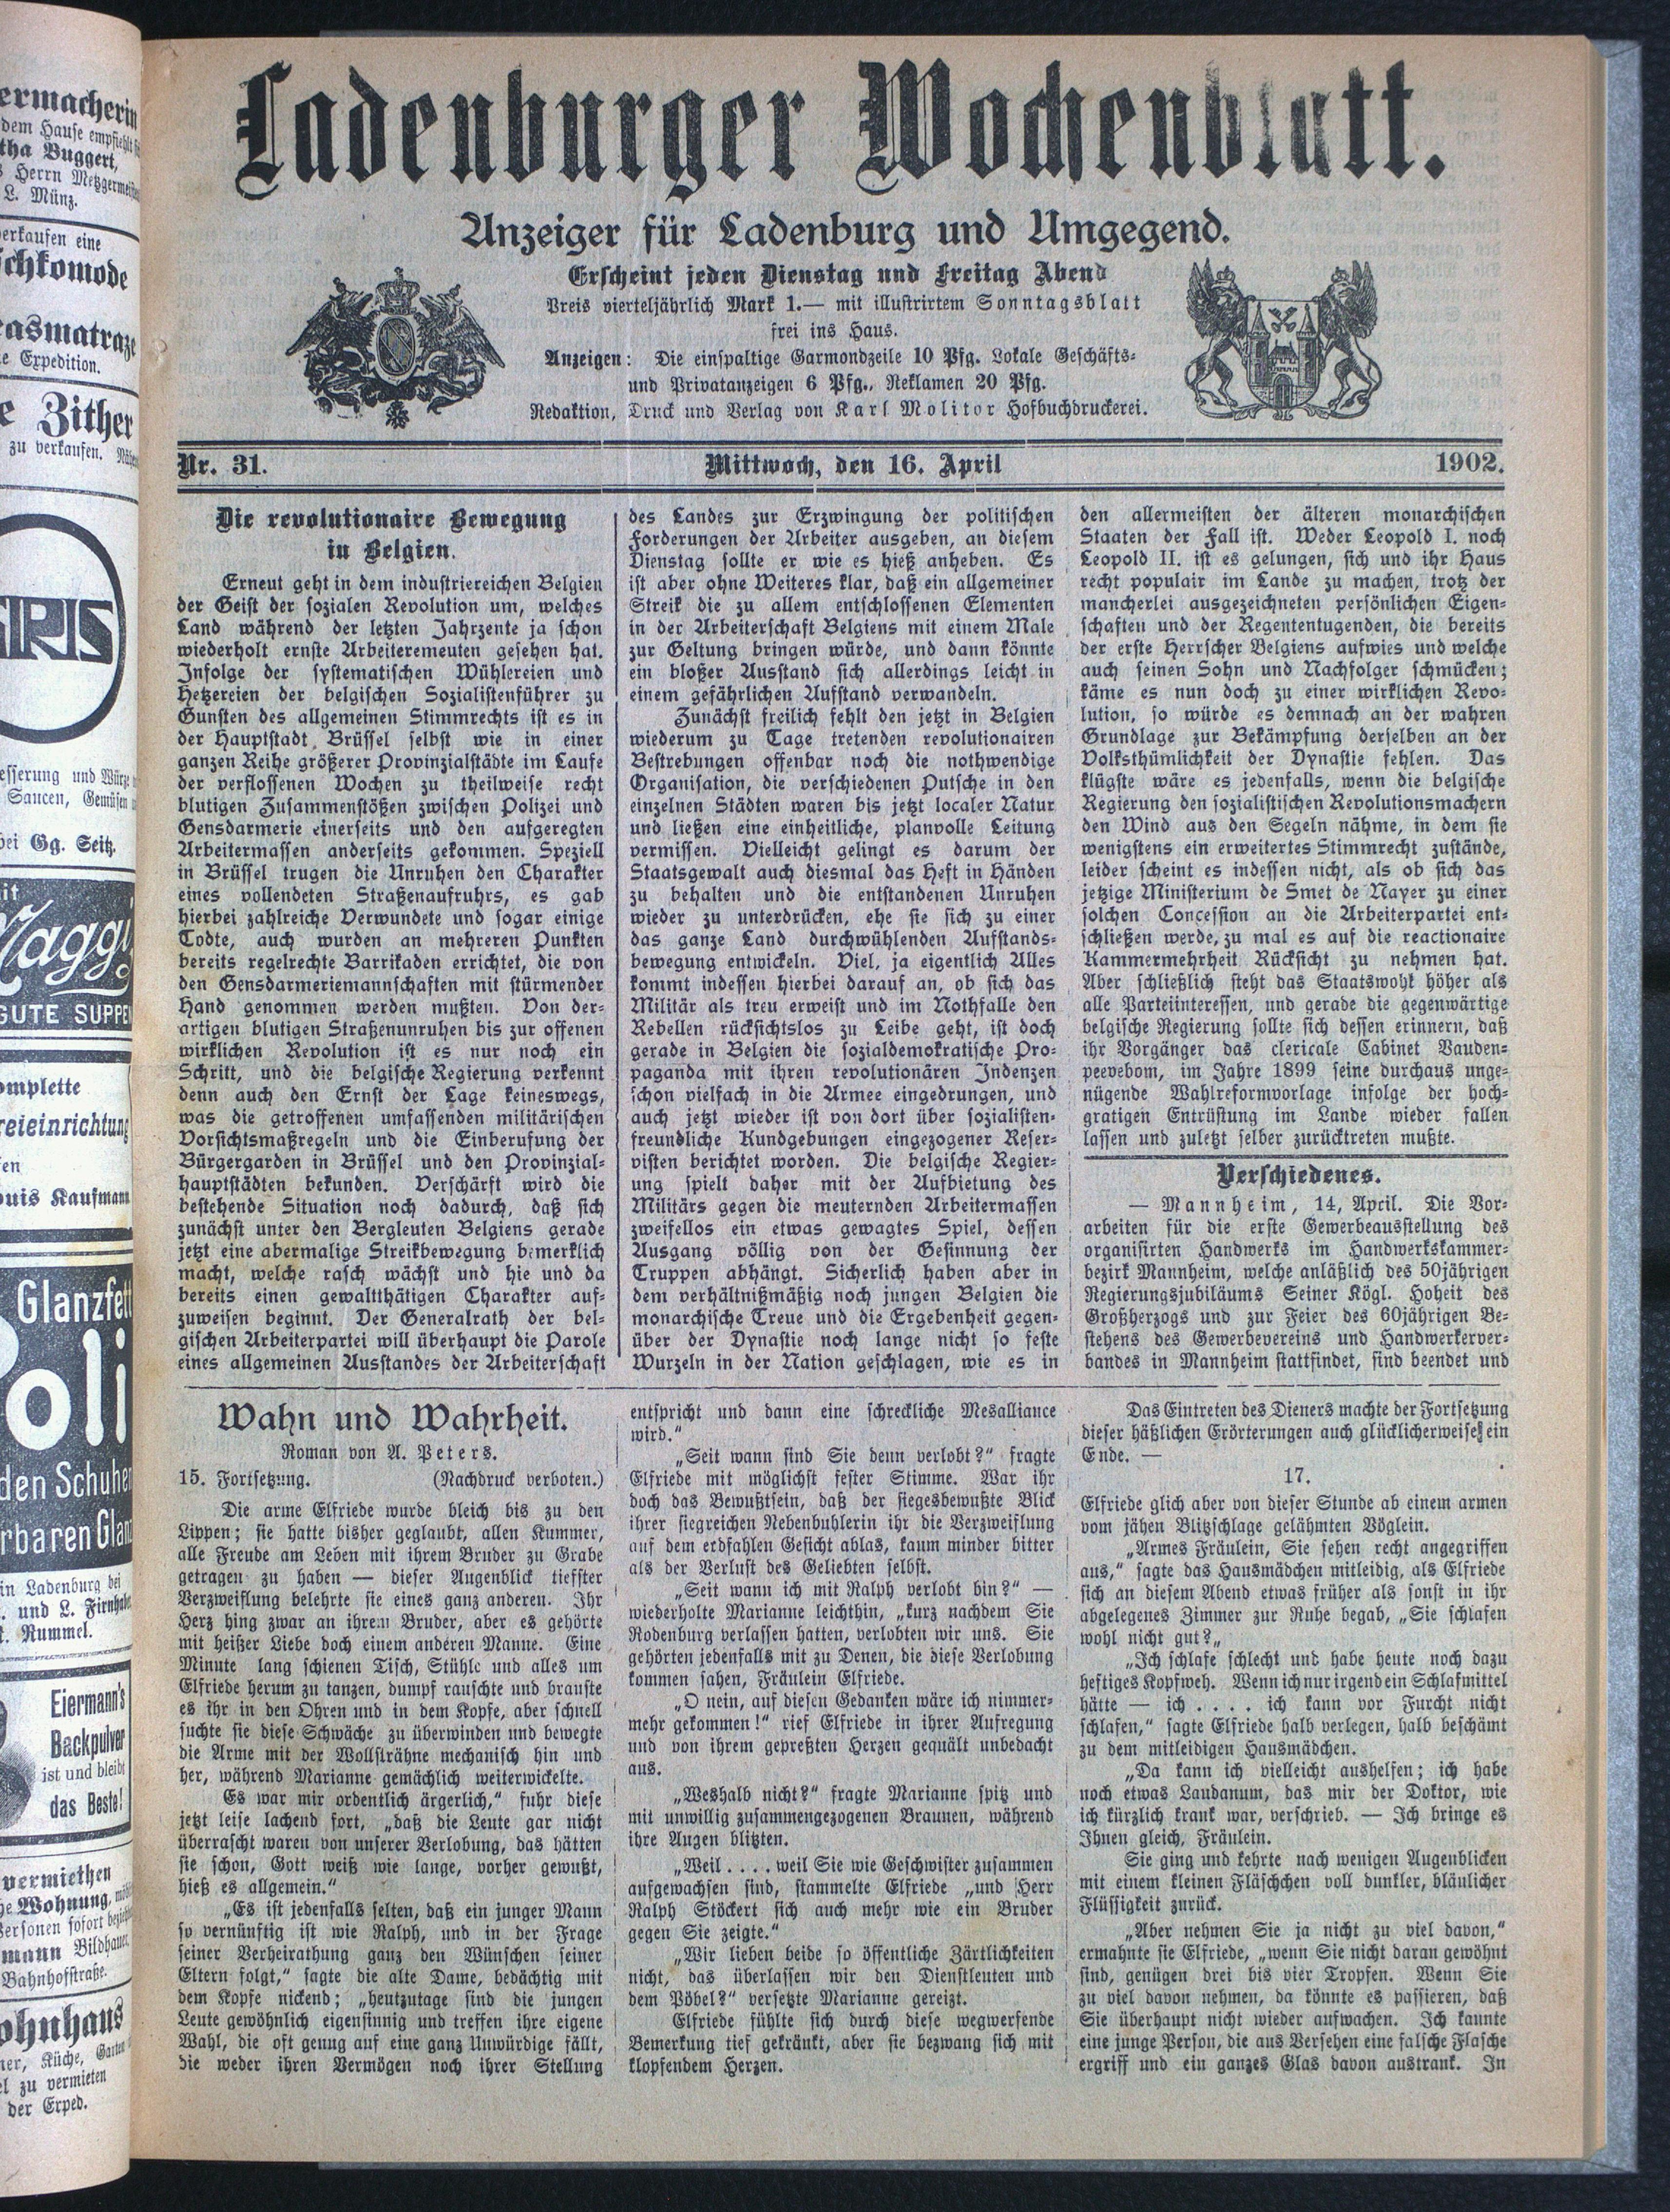 ermacherin
dem Hause empfiehlt
tha Buggert,
Herrn Metzgermeister
L. Münz.
verkaufen eine
schkomode
easmatraze
Expedition.
e Zither
zu verkaufen.
SIRIS
esserung und Würze
Saucen, Gemüsen
bei Gg. Seitz.
Maggi
GUTE SUPPE
omplette
reieinrichtung
ouis Kaufmann
Glanzfett
oli
den Schuhen
rbaren Glanz
in Ladenburg bei
. und L. Firnhaber
t. Rummel.
Eiermann's
Backpulver
ist und bleibt
das Beste!
vermiethen
ge Wohnung,
Personen sofort
mann Bildhauer,
Bahnhofstraße.
ohnhaus
mer, Küche, Garten
el zu vermieten
der Exped.
Ladenburger Wochenblatt.
Anzeiger für Ladenburg und Umgegend.
Erscheint jeden Dienstag und Freitag Abend
Preis vierteljährlich Mark 1.— mit illustrirtem Sonntagsblatt
frei ins Haus.
Anzeigen: Die einspaltige Garmondzeile 10 Pfg. Lokale Geschäfts-
und Privatanzeigen 6 Pfg., Reklamen 20 Pfg.
Redaktion, Druck und Verlag von Karl Molitor Hofbuchdruckerei.
Nr. 31. Mittwoch, den 16. April 1902.
Die revolutionaire Bewegung
in Belgien.
Erneut geht in dem industriereichen Belgien
der Geist der sozialen Revolution um, welches
Land während der letzten Jahrzente ja schon
wiederholt ernste Arbeiteremeuten gesehen hat.
Infolge der systematischen Wühlereien und
Hetzereien der belgischen Sozialistenführer zu
Gunsten des allgemeinen Stimmrechts ist es in
der Hauptstadt Brüssel selbst wie in einer
ganzen Reihe größerer Provinzialstädte im Laufe
der verflossenen Wochen zu theilweise recht
blutigen Zusammenstößen zwischen Polizei und
Gensdarmerie einerseits und den aufgeregten
Arbeitermassen anderseits gekommen. Speziell
in Brüssel trugen die Unruhen den Charakter
eines vollendeten Straßenaufruhrs, es gab
hierbei zahlreiche Verwundete und sogar einige
Todte, auch wurden an mehreren Punkten
bereits regelrechte Barrikaden errichtet, die von
den Gensdarmeriemannschaften mit stürmender
Hand genommen werden mußten. Von der-
artigen blutigen Straßenunruhen bis zur offenen
wirklichen Revolution ist es nur noch ein
Schritt, und die belgische Regierung verkennt
denn auch den Ernst der Lage keineswegs,
was die getroffenen umfassenden militärischen
Vorsichtsmaßregeln und die Einberufung der
Bürgergarden in Brüssel und den Provinzial-
hauptstädten bekunden. Verschärft wird die
bestehende Situation noch dadurch, daß sich
zunächst unter den Bergleuten Belgiens gerade
jetzt eine abermalige Streikbewegung bemerklich
macht, welche rasch wächst und hie und da
bereits einen gewaltthätigen Charakter auf-
zuweisen beginnt. Der Generalrath der bel-
gischen Arbeiterpartei will überhaupt die Parole
eines allgemeinen Ausstandes der Arbeiterschaft
des Landes zur Erzwingung der politischen
Forderungen der Arbeiter ausgeben, an diesem
Dienstag sollte er wie es hieß anheben. Es
ist aber ohne Weiteres klar, daß ein allgemeiner
Streik die zu allem entschlossenen Elementen
in der Arbeiterschaft Belgiens mit einem Male
zur Geltung bringen würde, und dann könnte
ein bloßer Ausstand sich allerdings leicht in
einem gefährlichen Aufstand verwandeln.
Zunächst freilich fehlt den jetzt in Belgien
wiederum zu Tage tretenden revolutionairen
Bestrebungen offenbar noch die nothwendige
Organisation, die verschiedenen Putsche in den
einzelnen Städten waren bis jetzt localer Natur
und ließen eine einheitliche, planvolle Leitung
vermissen. Vielleicht gelingt es darum der
Staatsgewalt auch diesmal das Heft in Händen
zu behalten und die entstandenen Unruhen
wieder zu unterdrücken, ehe sie sich zu einer
das ganze Land durchwühlenden Aufstands-
bewegung entwickeln. Viel, ja eigentlich Alles
kommt indessen hierbei darauf an, ob sich das
Militär als treu erweist und im Nothfalle den
Rebellen rücksichtslos zu Leibe geht, ist doch
gerade in Belgien die sozialdemokratische Pro-
paganda mit ihren revolutionären Indenzen
schon vielfach in die Armee eingedrungen, und
auch jetzt wieder ist von dort über sozialisten-
freundliche Kundgebungen eingezogener Reser-
visten berichtet worden. Die belgische Regier-
ung spielt daher mit der Aufbietung des
Militärs gegen die meuternden Arbeitermassen
zweifellos ein etwas gewagtes Spiel, dessen
Ausgang völlig von der Gesinnung der
Truppen abhängt. Sicherlich haben aber in
dem verhältnißmäßig noch jungen Belgien die
monarchische Treue und die Ergebenheit gegen-
über der Dynastie noch lange nicht so feste
Wurzeln in der Nation geschlagen, wie es in
den allermeisten der älteren monarchischen
Staaten der Fall ist. Weder Leopold I. noch
Leopold II. ist es gelungen, sich und ihr Haus
recht populair im Lande zu machen, trotz der
mancherlei ausgezeichneten persönlichen Eigen-
schaften und der Regententugenden, die bereits
der erste Herrscher Belgiens aufwies und welche
auch seinen Sohn und Nachfolger schmücken;
käme es nun doch zu einer wirklichen Revo-
lution, so würde es demnach an der wahren
Grundlage zur Bekämpfung derselben an der
Volksthümlichkeit der Dynastie fehlen. Das
klügste wäre es jedenfalls, wenn die belgische
Regierung den sozialistischen Revolutionsmachern
den Wind aus den Segeln nähme, in dem sie
wenigstens ein erweitertes Stimmrecht zustände,
leider scheint es indessen nicht, als ob sich das
jetzige Ministerium de Smet de Nayer zu einer
solchen Concession an die Arbeiterpartei ent-
schließen werde, zu mal es auf die reactionaire
Kammermehrheit Rücksicht zu nehmen hat.
Aber schließlich steht das Staatswohl höher als
alle Parteiinteressen, und gerade die gegenwärtige
belgische Regierung sollte sich dessen erinnern, daß
ihr Vorgänger das clericale Cabinet Vauden-
peevebom, im Jahre 1899 seine durchaus unge-
nügende Wahlreformvorlage infolge der hoch-
gratigen Entrüstung im Lande wieder fallen
lassen und zuletzt selber zurücktreten mußte.
Verschiedenes.
— Mannheim, 14, April. Die Vor-
arbeiten für die erste Gewerbeausstellung des
organisirten Handwerks im Handwerkskammer-
bezirk Mannheim, welche anläßlich des 50jährigen
Regierungsjubiläums Seiner Kögl. Hoheit des
Großherzogs und zur Feier des 60jährigen Be-
stehens des Gewerbevereins und Handwerkerver-
bandes in Mannheim stattfindet, sind beendet und
Wahn und Wahrheit.
Roman von A. Peters.
15. Fortsetzung. (Nachdruck verboten.)
Die arme Elfriede wurde bleich bis zu den
Lippen; sie hatte bisher geglaubt, allen Kummer,
alle Freude am Leben mit ihrem Bruder zu Grabe
getragen zu haben — dieser Augenblick tiefster
Verzweiflung belehrte sie eines ganz anderen. Ihr
Herz hing zwar an ihrem Bruder, aber es gehörte
mit heißer Liebe doch einem anderen Manne. Eine
Minute lang schienen Tisch, Stühle und alles um
Elfriede herum zu tanzen, dumpf rauschte und brauste
es ihr in den Ohren und in dem Kopfe, aber schnell
suchte sie diese Schwäche zu überwinden und bewegte
die Arme mit der Wollsträhne mechanisch hin und
her, während Marianne gemächlich weiterwickelte.
Es war mir ordentlich ärgerlich,“ fuhr diese
jetzt leise lachend fort, „daß die Leute gar nicht
überrascht waren von unserer Verlobung, das hätten
sie schon, Gott weiß wie lange, vorher gewußt,
hieß es allgemein.“
„Es ist jedenfalls selten, daß ein junger Mann
so vernünftig ist wie Ralph, und in der Frage
seiner Verheirathung ganz den Wünschen seiner
Eltern folgt,“ sagte die alte Dame, bedächtig mit
dem Kopfe nickend; „heutzutage sind die jungen
Leute gewöhnlich eigensinnig und treffen ihre eigene
Wahl, die oft genug auf eine ganz Unwürdige fällt,
die weder ihren Vermögen noch ihrer Stellung
entspricht und dann eine schreckliche Mesalliance
wird.“
„Seit wann sind Sie denn verlobt?“ fragte
Elfriede mit möglichst fester Stimme. War ihr
doch das Bewußtsein, daß der siegesbewußte Blick
ihrer siegreichen Nebenbuhlerin ihr die Verzweiflung
auf dem erdfahlen Gesicht ablas, kaum minder bitter
als der Verlust des Geliebten selbst.
„Seit wann ich mit Ralph verlobt bin?“ —
wiederholte Marianne leichthin, „kurz nachdem Sie
Rodenburg verlassen hatten, verlobten wir uns. Sie
gehörten jedenfalls mit zu Denen, die diese Verlobung
kommen sahen, Fräulein Elfriede.
„O nein, auf diesen Gedanken wäre ich nimmer-
mehr gekommen!“ rief Elfriede in ihrer Aufregung
und von ihrem gepreßten Herzen gequält unbedacht
aus.
„Weshalb nicht?“ fragte Marianne spitz und
mit unwillig zusammengezogenen Braunen, während
ihre Augen blitzten.
„Weil . . . . weil Sie wie Geschwister zusammen
aufgewachsen sind, stammelte Elfriede „und Herr
Ralph Stöckert sich auch mehr wie ein Bruder
gegen Sie zeigte.“
„Wir lieben beide so öffentliche Zärtlichkeiten
nicht, das überlassen wir den Dienstleuten und
dem Pöbel?“ versetzte Marianne gereizt.
Elfriede fühlte sich durch diese wegwerfende
Bemerkung tief gekränkt, aber sie bezwang sich mit
klopfendem Herzen.
Das Eintreten des Dieners machte der Fortsetzung
dieser häßlichen Erörterungen auch glücklicherweise ein
Ende. —
17.
Elfriede glich aber von dieser Stunde ab einem armen
vom jähen Blitzschlage gelähmten Vöglein.
„Armes Fräulein, Sie sehen recht angegriffen
aus,“ sagte das Hausmädchen mitleidig, als Elfriede
sich an diesem Abend etwas früher als sonst in ihr
abgelegenes Zimmer zur Ruhe begab, „Sie schlafen
wohl nicht gut?„
„Ich schlafe schlecht und habe heute noch dazu
heftiges Kopfweh. Wenn ich nur irgend ein Schlafmittel
hätte — ich . . . . ich kann vor Furcht nicht
schlafen,“ sagte Elfriede halb verlegen, halb beschämt
zu dem mitleidigen Hausmädchen.
„Da kann ich vielleicht aushelfen; ich habe
noch etwas Laudanum, das mir der Doktor, wie
ich kürzlich krank war, verschrieb. — Ich bringe es
Ihnen gleich, Fräulein.
Sie ging und kehrte nach wenigen Augenblicken
mit einem kleinen Fläschchen voll dunkler, bläulicher
Flüssigkeit zurück.
„Aber nehmen Sie ja nicht zu viel davon,“
ermahnte sie Elfriede, „wenn Sie nicht daran gewöhnt
sind, genügen drei bis vier Tropfen. Wenn Sie
zu viel davon nehmen, da könnte es passieren, daß
Sie überhaupt nicht wieder aufwachen. Ich kannte
eine junge Person, die aus Versehen eine falsche Flasche
ergriff und ein ganzes Glas davon austrank. In